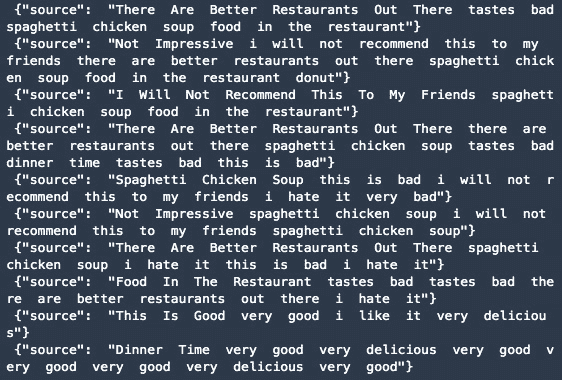 {"source": "There Are Better Restaurants Out There tastes bad
spaghetti chicken soup food in the restaurant"}
{"source": "Not Impressive i will not recommend this to my
friends there are better restaurants out there spaghetti chick
en soup food in the restaurant donut"}
{"source": "I Will Not Recommend This To My Friends spaghett
i chicken soup food in the restaurant"}
{"source": "There Are Better Restaurants Out There there are
better restaurants out there spaghetti chicken soup tastes bad
dinner time tastes bad this is bad"}
{"source": "Spaghetti Chicken Soup this is bad i will not r
ecommend this to my friends i hate it very bad"}
{"source": "Not Impressive spaghetti chicken soup i will not
recommend this to my friends spaghetti chicken soup"}
{"source": "There Are Better Restaurants Out There spaghetti
chicken soup i hate it this is bad i hate it"}
{"source": "Food In The Restaurant tastes bad tastes bad the
re are better restaurants out there i hate it"}
{"source": "This Is Good very good i like it very deliciou
s"}
{"source": "Dinner Time very good very delicious very good v
ery good very good very delicious very good"}